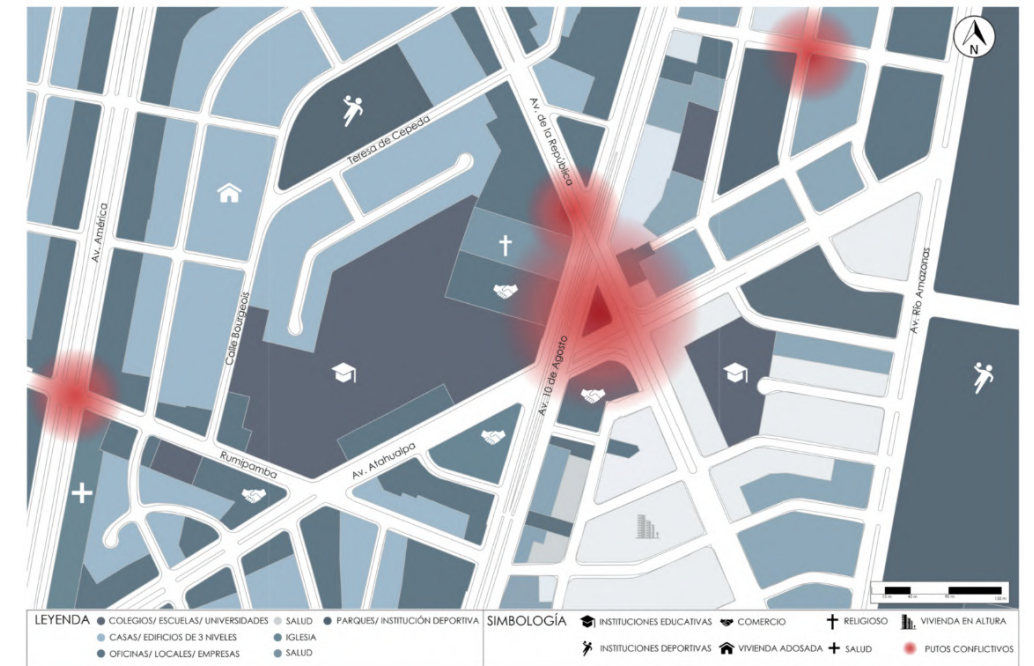 N
Av. de la República
Teresa de Cepeda
Av. América
Calle Bourgeois
Av. Río Amazonas
Av. 10 de Agosto
Av. Atahualpa
Rumipamba
LEYENDA
COLEGIOS/ ESCUELAS/ UNIVERSIDADES
SALUD
PARQUES/ INSTITUCIÓN DEPORTIVA
CASAS/ EDIFICIOS DE 3 NIVELES
IGLESIA
OFICINAS/ LOCALES/ EMPRESAS
SALUD
SIMBOLOGÍA
INSTITUCIONES EDUCATIVAS
COMERCIO
RELIGIOSO
VIVIENDA EN ALTURA
INSTITUCIONES DEPORTIVAS
VIVIENDA ADOSADA
SALUD
PUTOS CONFLICTIVOS